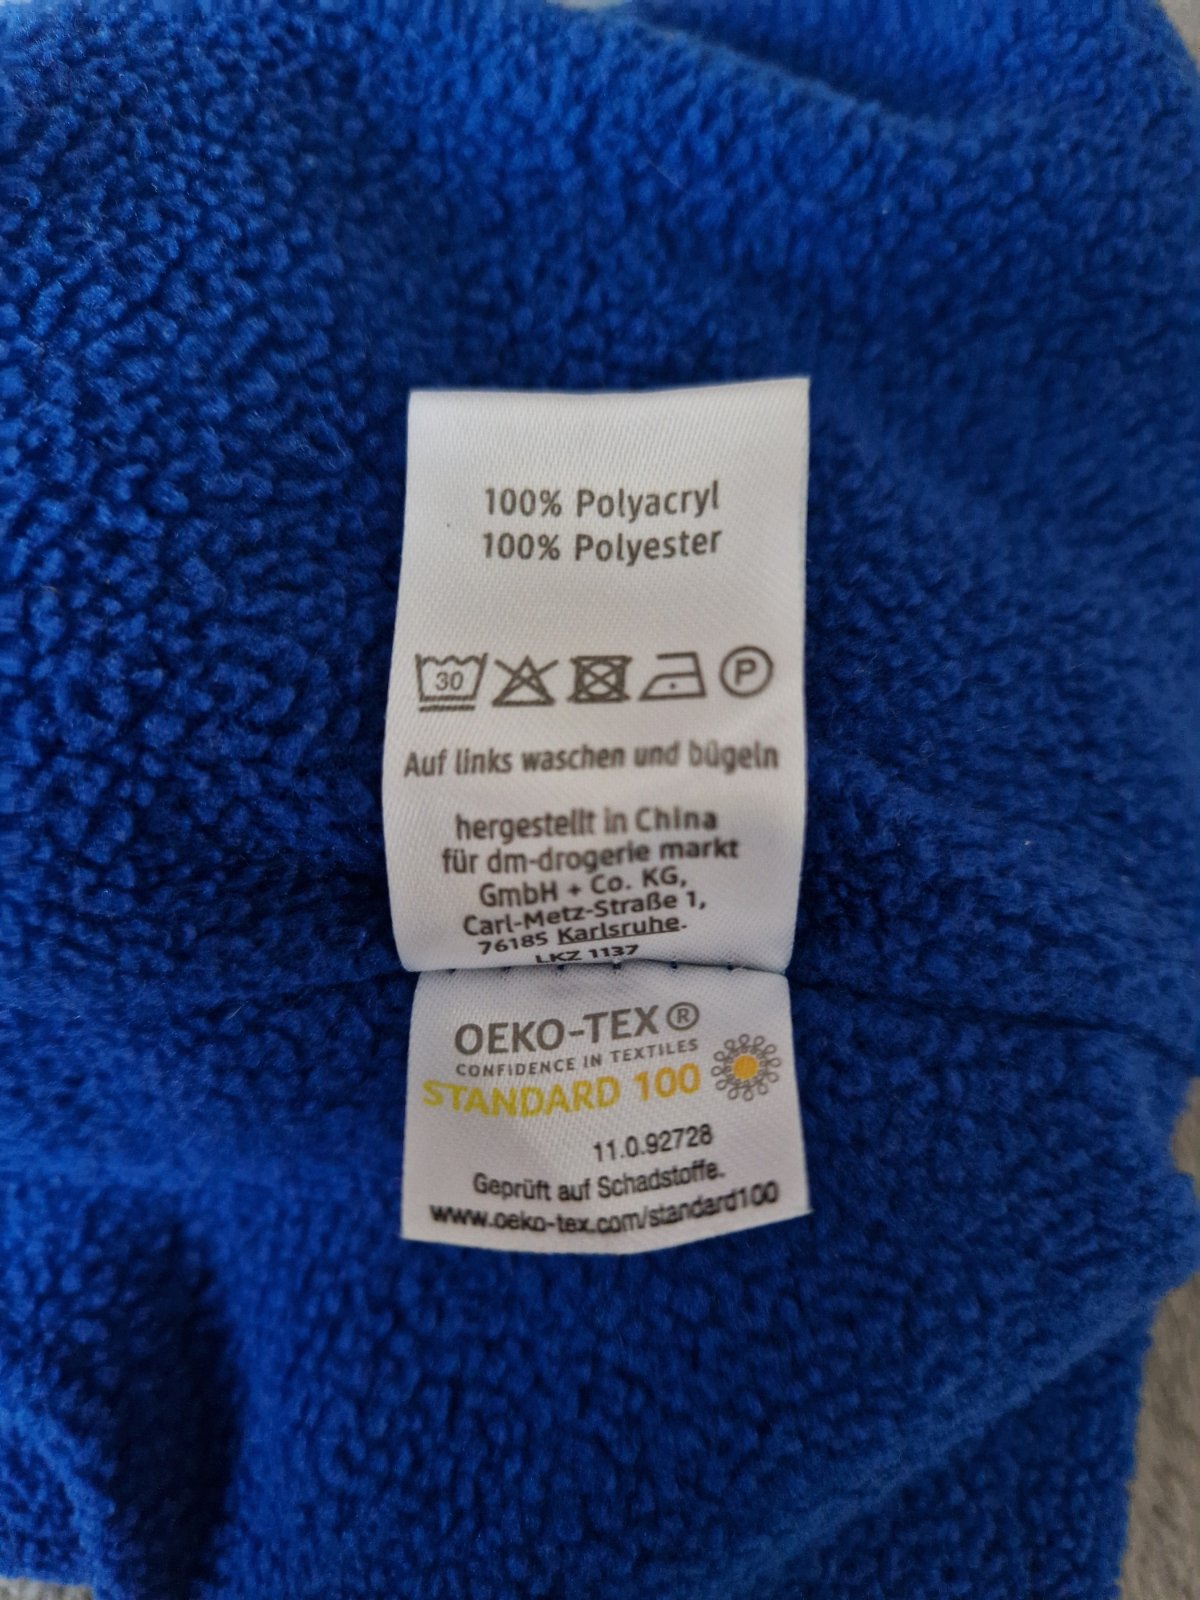 100% Polyacryl
100% Polyester
30 P
Auf links waschen und bügeln
hergestellt in China
für dm-drogerie markt
GmbH + Co. KG,
Carl-Metz-Straße 1,
76185 Karlsruhe.
LKZ 1137
OEKO-TEX®
CONFIDENCE IN TEXTILES
STANDARD 100
11.0.92728
Geprüft auf Schadstoffe.
www.oeko-tex.com/standard100